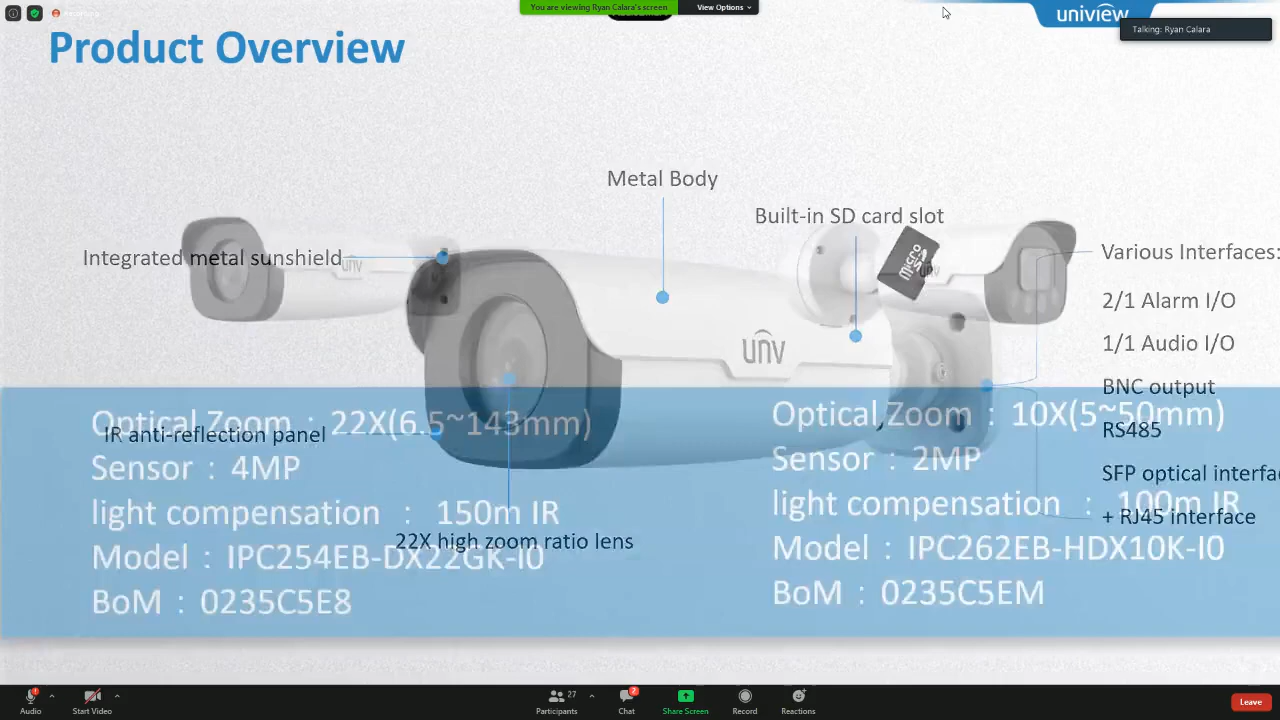 You are viewing Ryan Calara's screen
View Options
uniview
Talking: Ryan Calara
Product Overview
Metal Body
Built-in SD card slot
Integrated metal sunshield
unv
micro SD
unv
Various Interfaces:
2/1 Alarm I/O
1/1 Audio I/O
BNC output
RS485
SFP optical interfa
+ RJ45 interface
unv
IR anti-reflection panel
22X high zoom ratio lens
Optical Zoom : 22X(6.5~143mm)
Sensor : 4MP
light compensation : 150m IR
Model : IPC254EB-DX22GK-I0
BoM : 0235C5E8
Optical Zoom : 10X(5~50mm)
Sensor : 2MP
light compensation : 100m IR
Model : IPC262EB-HDX10K-I0
BoM : 0235C5EM
Audio
Start Video
27
Participants
2
Chat
Share Screen
Record
Reactions
Leave